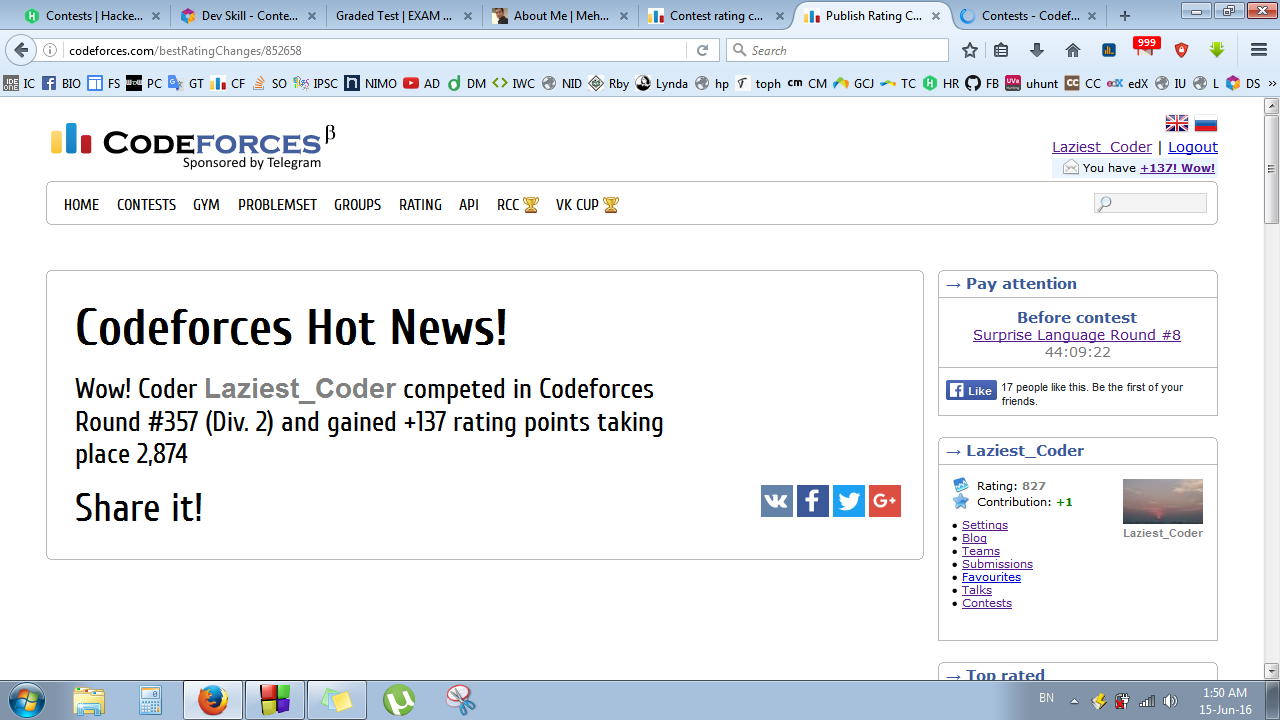 Contests | Hacke...
Dev Skill - Conte...
Graded Test | EXAM ...
About Me | Meh...
Contest rating c...
Publish Rating C...
Contests - Codef...
codeforces.com/bestRatingChanges/852658
Search
999
IC BIO FS PC GT CF SO IPSC NIMO AD DM IWC NID Rby Lynda hp toph CM GCJ TC HR FB uhunt CC edX IU L DS »
CODEFORCES β
Sponsored by Telegram
Laziest_Coder | Logout
You have +137! Wow!
HOME CONTESTS GYM PROBLEMSET GROUPS RATING API RCC VK CUP
Codeforces Hot News!
Wow! Coder Laziest_Coder competed in Codeforces
Round #357 (Div. 2) and gained +137 rating points taking
place 2,874
Share it!
→ Pay attention
Before contest
Surprise Language Round #8
44:09:22
Like
17 people like this. Be the first of your
friends.
→ Laziest_Coder
Rating: 827
Contribution: +1
Laziest_Coder
• Settings
• Blog
• Teams
• Submissions
• Favourites
• Talks
• Contests
→ Top rated
BN
1:50 AM
15-Jun-16